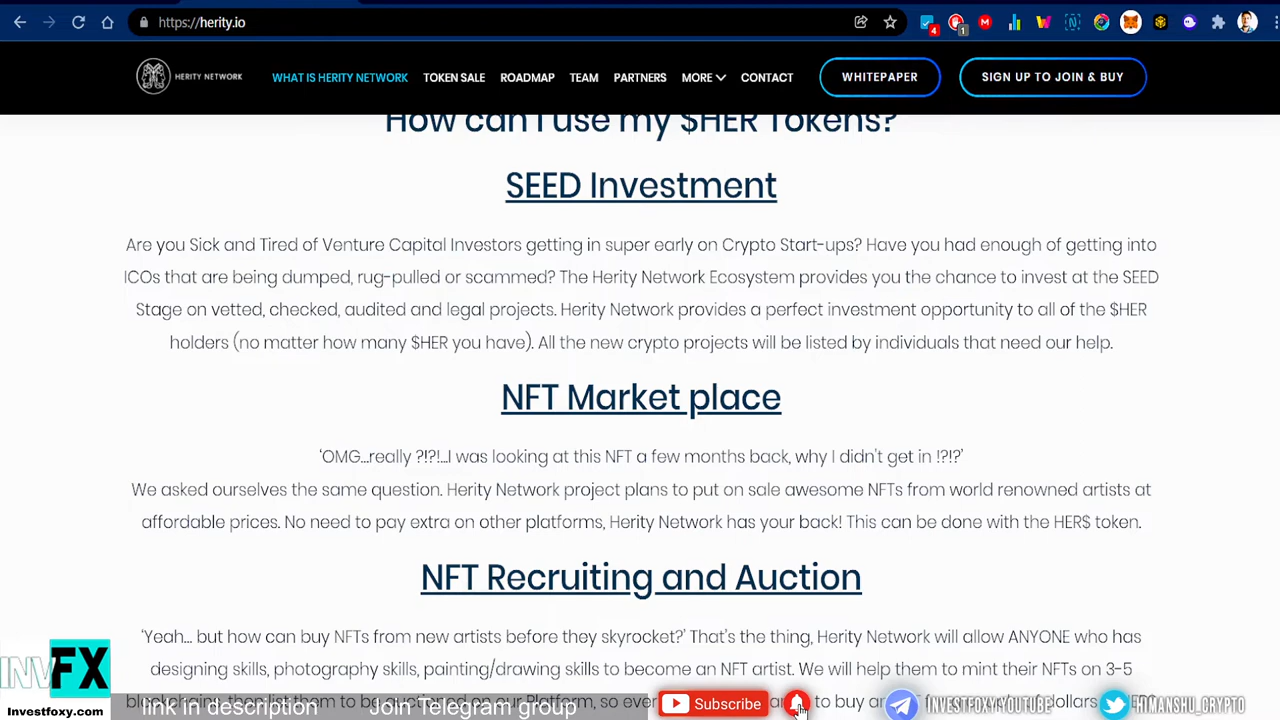 https://herity.io
4
1
HERITY NETWORK
WHAT IS HERITY NETWORK
TOKEN SALE
ROADMAP
TEAM
PARTNERS
MORE
CONTACT
WHITEPAPER
SIGN UP TO JOIN & BUY
How can I use my $HER Tokens?
SEED Investment
Are you Sick and Tired of Venture Capital Investors getting in super early on Crypto Start-ups? Have you had enough of getting into
ICOs that are being dumped, rug-pulled or scammed? The Herity Network Ecosystem provides you the chance to invest at the SEED
Stage on vetted, checked, audited and legal projects. Herity Network provides a perfect investment opportunity to all of the $HER
holders (no matter how many $HER you have). All the new crypto projects will be listed by individuals that need our help.
NFT Market place
‘OMG...really ?!?!...I was looking at this NFT a few months back, why I didn't get in !?!?’
We asked ourselves the same question. Herity Network project plans to put on sale awesome NFTs from world renowned artists at
affordable prices. No need to pay extra on other platforms, Herity Network has your back! This can be done with the HER$ token.
NFT Recruiting and Auction
‘Yeah... but how can buy NFTs from new artists before they skyrocket?’ That's the thing, Herity Network will allow ANYONE who has
designing skills, photography skills, painting/drawing skills to become an NFT artist. We will help them to mint their NFTs on 3-5
INVFX
Investfoxy.com
link in description
Join Telegram group
Subscribe
INVESTFOXYYOUTUBE
HIMANSHU_CRYPTO